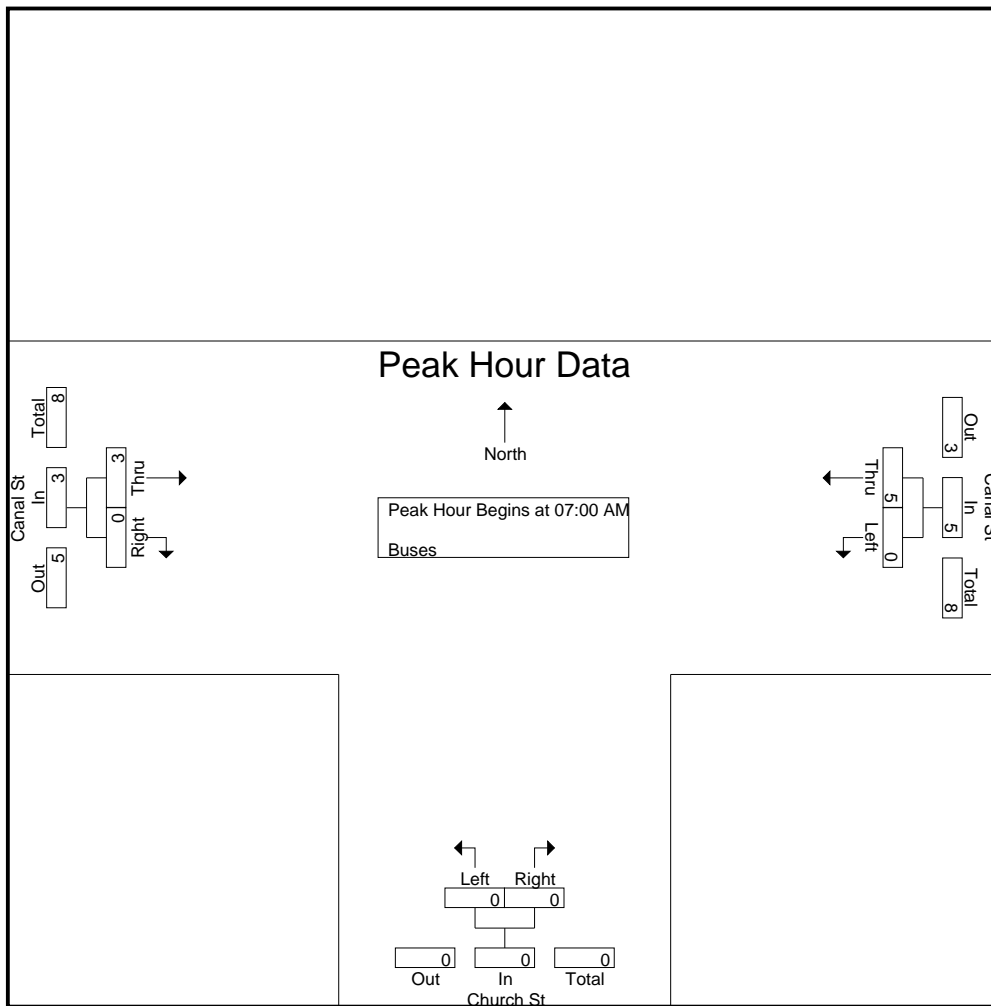 Peak Hour Data
North
Peak Hour Begins at 07:00 AM
Buses
Canal St
Total
8
In
3
Out
5
3
Thru
0
Right
Out
3
In
5
Total
8
Canal St
Thru
5
Left
0
Left Right
0 0
0 0 0
Out In Total
Church St